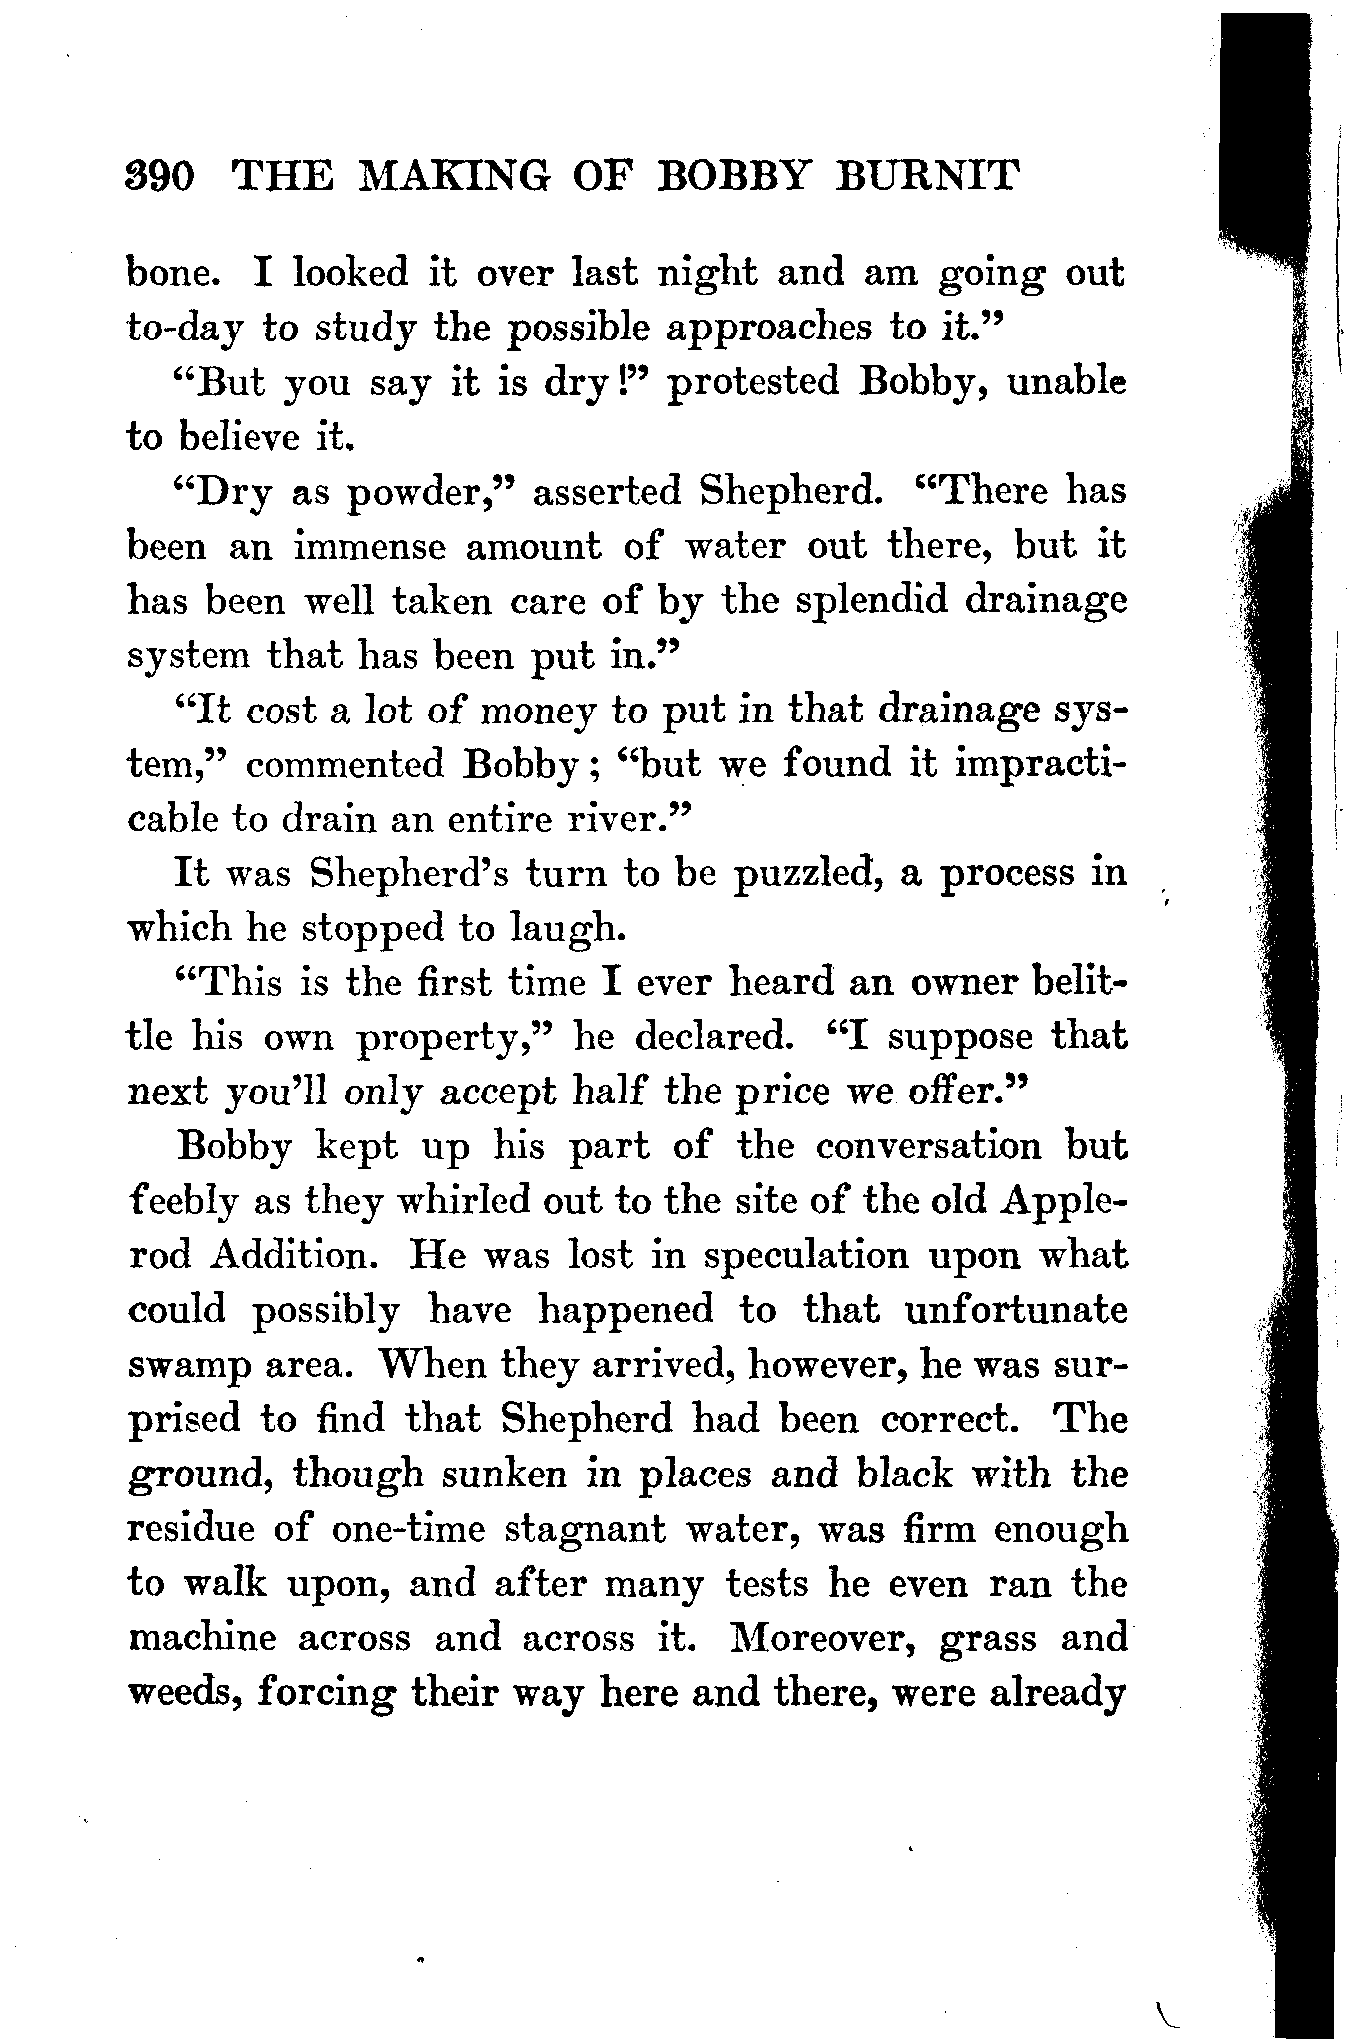 390 THE MAKING OF BOBBY BURNIT
bone. I looked it over last night and am going out
to-day to study the possible approaches to it.”
“But you say it is dry!” protested Bobby, unable
to believe it.
“Dry as powder,” asserted Shepherd. “There has
been an immense amount of water out there, but it
has been well taken care of by the splendid drainage
system that has been put in.”
“It cost a lot of money to put in that drainage sys-
tem,” commented Bobby; “but we found it impracti-
cable to drain an entire river.”
It was Shepherd’s turn to be puzzled, a process in
which he stopped to laugh.
“This is the first time I ever heard an owner belit-
tle his own property,” he declared. “I suppose that
next you’ll only accept half the price we offer.”
Bobby kept up his part of the conversation but
feebly as they whirled out to the site of the old Apple-
rod Addition. He was lost in speculation upon what
could possibly have happened to that unfortunate
swamp area. When they arrived, however, he was sur-
prised to find that Shepherd had been correct. The
ground, though sunken in places and black with the
residue of one-time stagnant water, was firm enough
to walk upon, and after many tests he even ran the
machine across and across it. Moreover, grass and
weeds, forcing their way here and there, were already